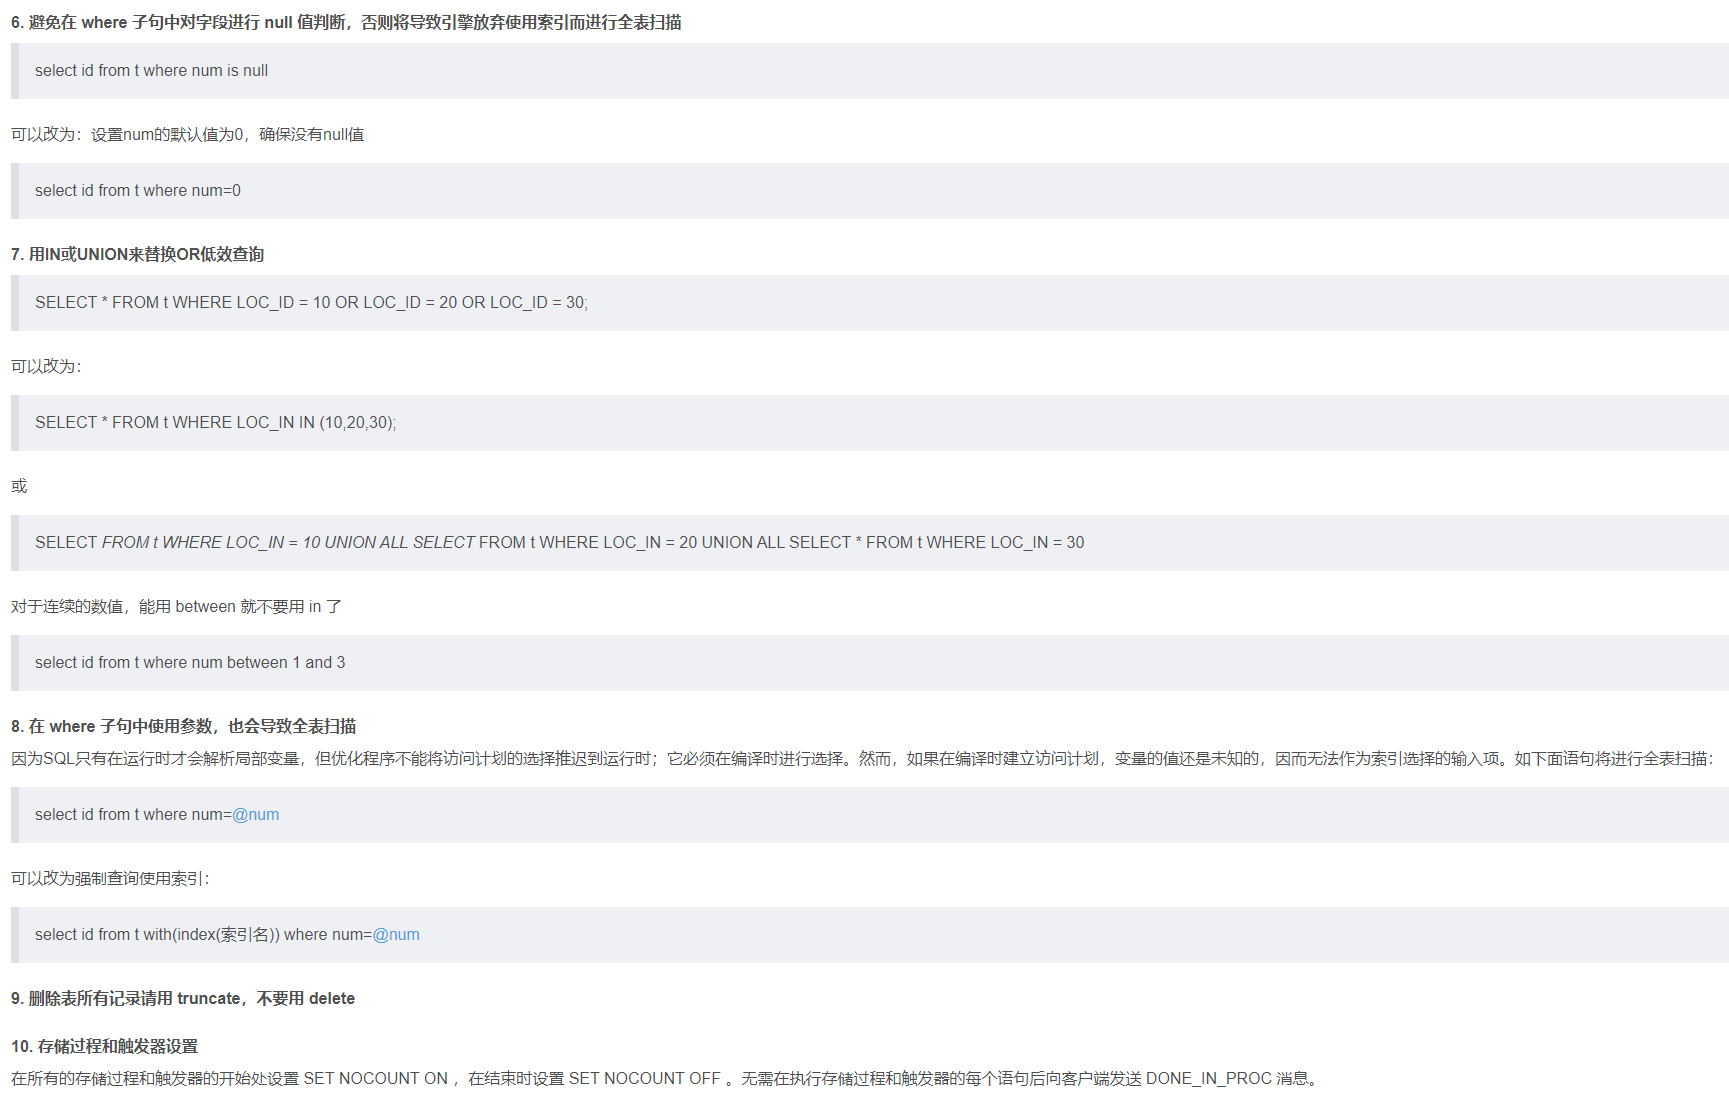 6. 避免在 where 子句中对字段进行 null 值判断，否则将导致引擎放弃使用索引而进行全表扫描
select id from t where num is null
可以改为：设置num的默认值为0，确保没有null值
select id from t where num=0
7. 用IN或UNION来替换OR低效查询
SELECT * FROM t WHERE LOC_ID = 10 OR LOC_ID = 20 OR LOC_ID = 30;
可以改为：
SELECT * FROM t WHERE LOC_IN IN (10,20,30);
或
SELECT FROM t WHERE LOC_IN = 10 UNION ALL SELECT FROM t WHERE LOC_IN = 20 UNION ALL SELECT * FROM t WHERE LOC_IN = 30
对于连续的数值，能用 between 就不要用 in 了
select id from t where num between 1 and 3
8. 在 where 子句中使用参数，也会导致全表扫描
因为SQL只有在运行时才会解析局部变量，但优化程序不能将访问计划的选择推迟到运行时；它必须在编译时进行选择。然而，如果在编译时建立访问计划，变量的值还是未知的，因而无法作为索引选择的输入项。如下面语句将进行全表扫描：
select id from t where num=@num
可以改为强制查询使用索引：
select id from t with(index(索引名)) where num=@num
9. 删除表所有记录请用 truncate，不要用 delete
10. 存储过程和触发器设置
在所有的存储过程和触发器的开始处设置 SET NOCOUNT ON ，在结束时设置 SET NOCOUNT OFF 。无需在执行存储过程和触发器的每个语句后向客户端发送 DONE_IN_PROC 消息。